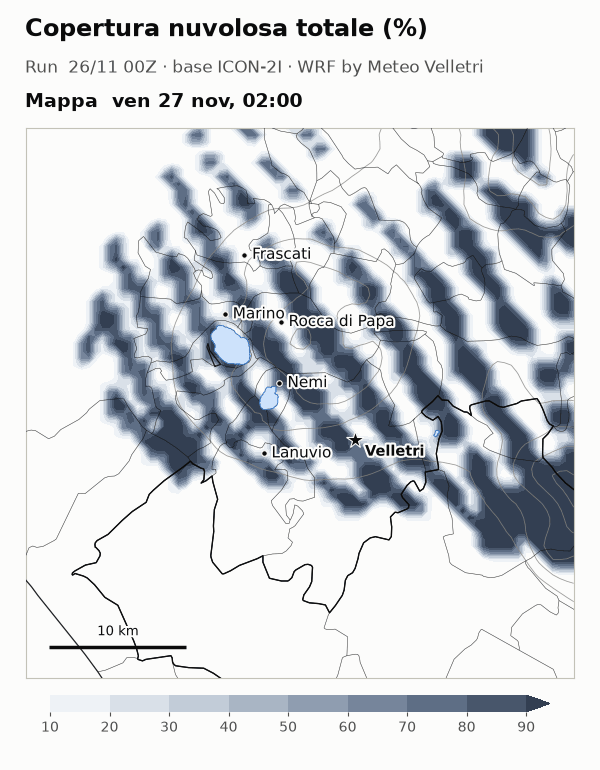 Copertura nuvolosa totale (%)
Run  26/11 00Z · base ICON-2I · WRF by Meteo Velletri
Mappa  ven 27 nov, 02:00
Frascati
Marino
Rocca di Papa
Nemi
Velletri
Lanuvio
10 km
10 20 30 40 50 60 70 80 90